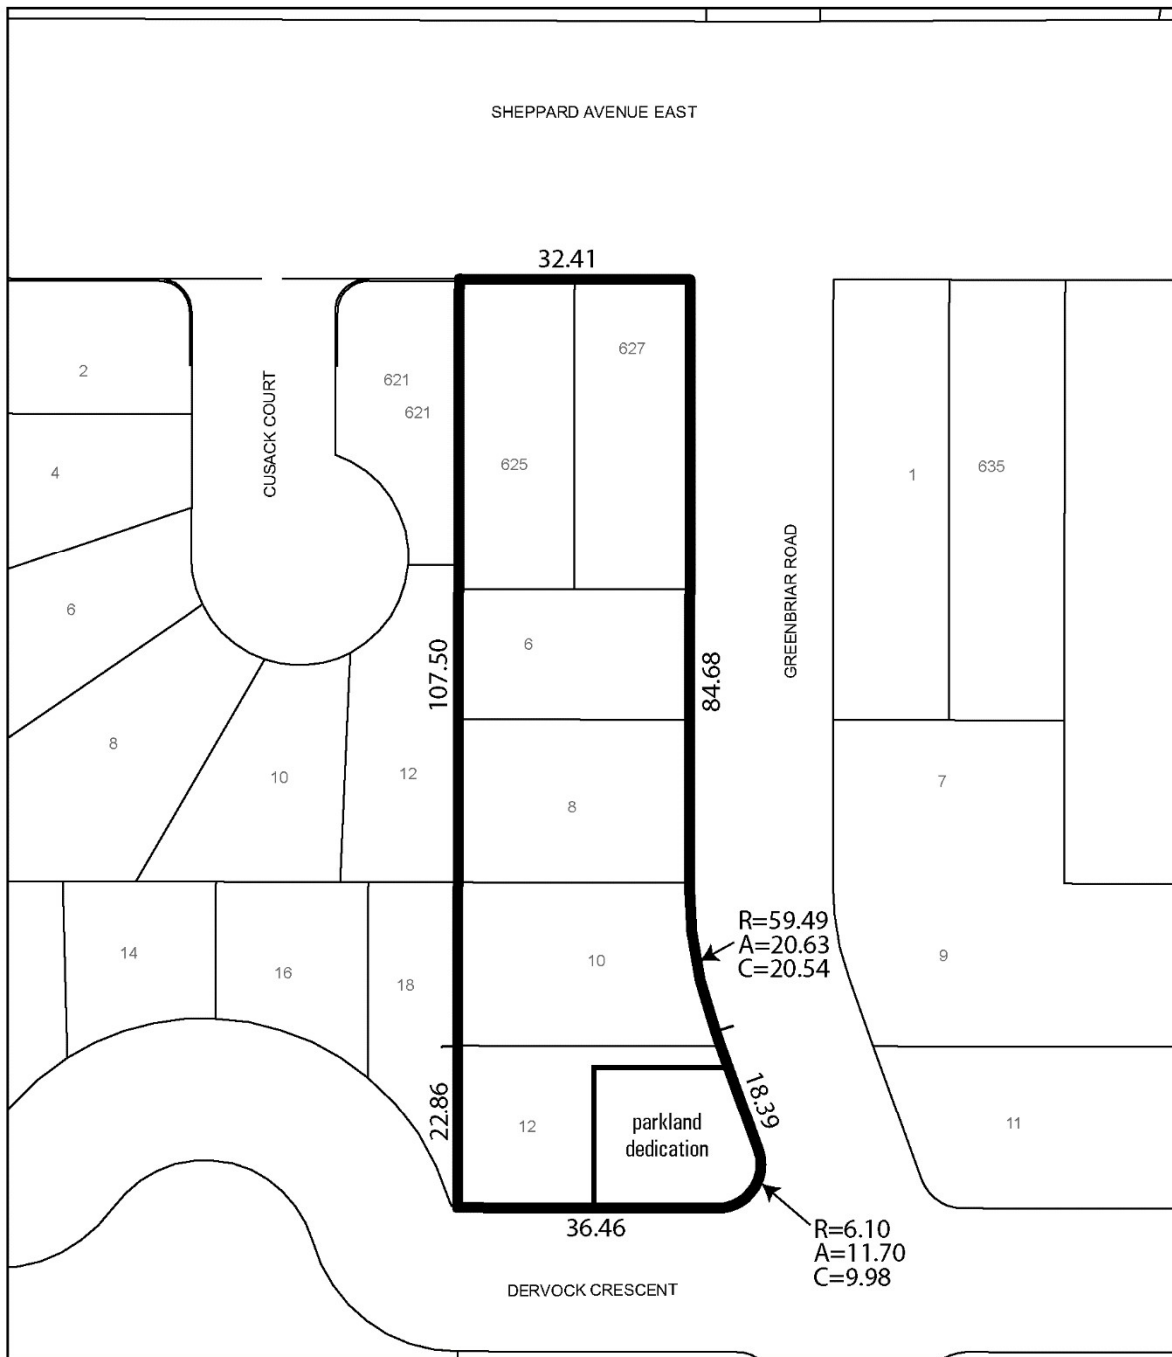 SHEPPARD AVENUE EAST
32.41
627
2
621
621
CUSACK COURT
625
4
1
635
GREENBRIAR ROAD
6
6
107.50
84.68
8
10
12
8
7
14
16
18
10
R=59.49
A=20.63
C=20.54
9
22.86
12
parkland
dedication
18.39
11
36.46
R=6.10
A=11.70
C=9.98
DERVOCK CRESCENT